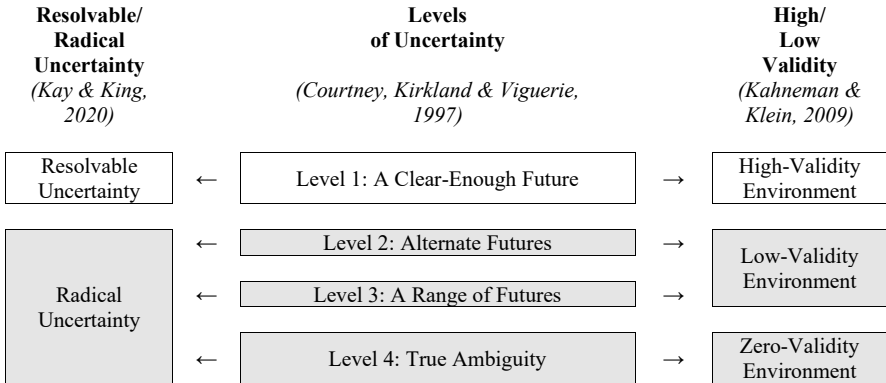 Resolvable/
Radical
Uncertainty
(Kay & King,
2020)
Levels
of Uncertainty
(Courtney, Kirkland & Viguerie,
1997)
High/
Low
Validity
(Kahneman &
Klein, 2009)
Resolvable
Uncertainty
←
Level 1: A Clear-Enough Future
→
High-Validity
Environment
Radical
Uncertainty
←
Level 2: Alternate Futures
→
←
Level 3: A Range of Futures
→
Low-Validity
Environment
←
Level 4: True Ambiguity
→
Zero-Validity
Environment